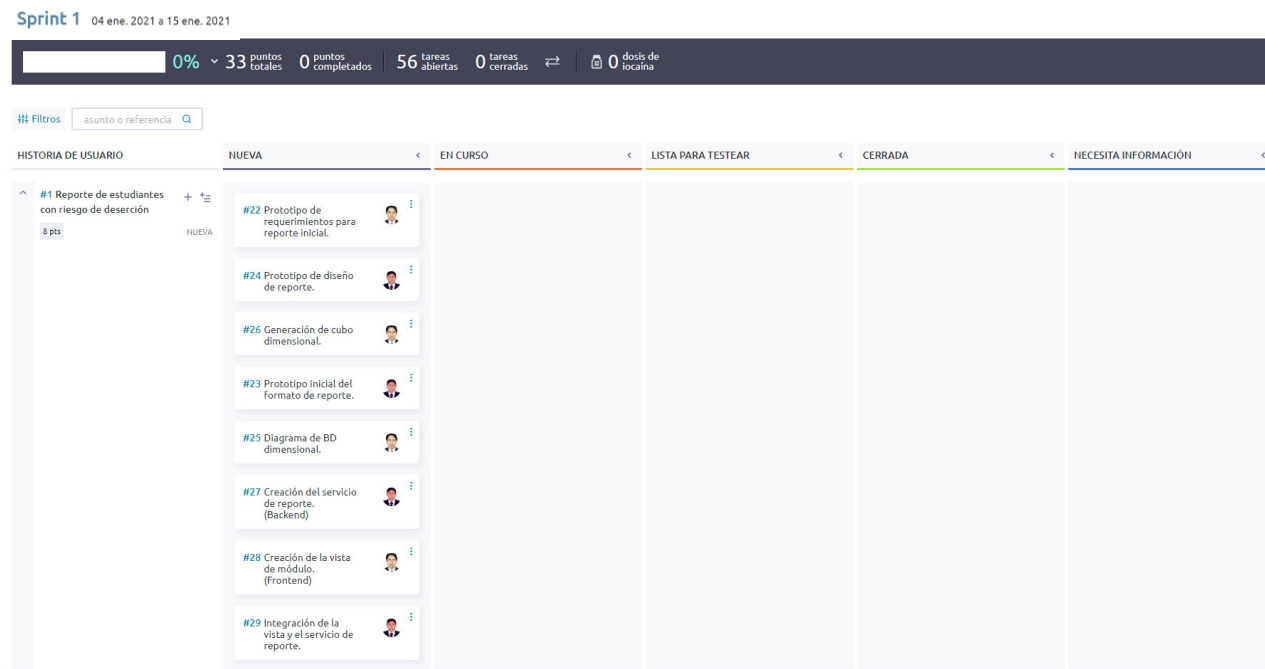 Sprint 1 04 ene. 2021 a 15 ene. 2021
0% 33 puntos totales 0 puntos completados 56 tareas abiertas 0 tareas cerradas 0 dosis de iocaína
Filtros asunto o referencia
HISTORIA DE USUARIO NUEVA EN CURSO LISTA PARA TESTEAR CERRADA NECESITA INFORMACIÓN
#1 Reporte de estudiantes
con riesgo de deserción
8 pts NUEVA
#22 Prototipo de
requerimientos para
reporte inicial.
#24 Prototipo de diseño
de reporte.
#26 Generación de cubo
dimensional.
#23 Prototipo inicial del
formato de reporte.
#25 Diagrama de BD
dimensional.
#27 Creación del servicio
de reporte.
(Backend)
#28 Creación de la vista
de módulo.
(Frontend)
#29 Integración de la
vista y el servicio de
reporte.